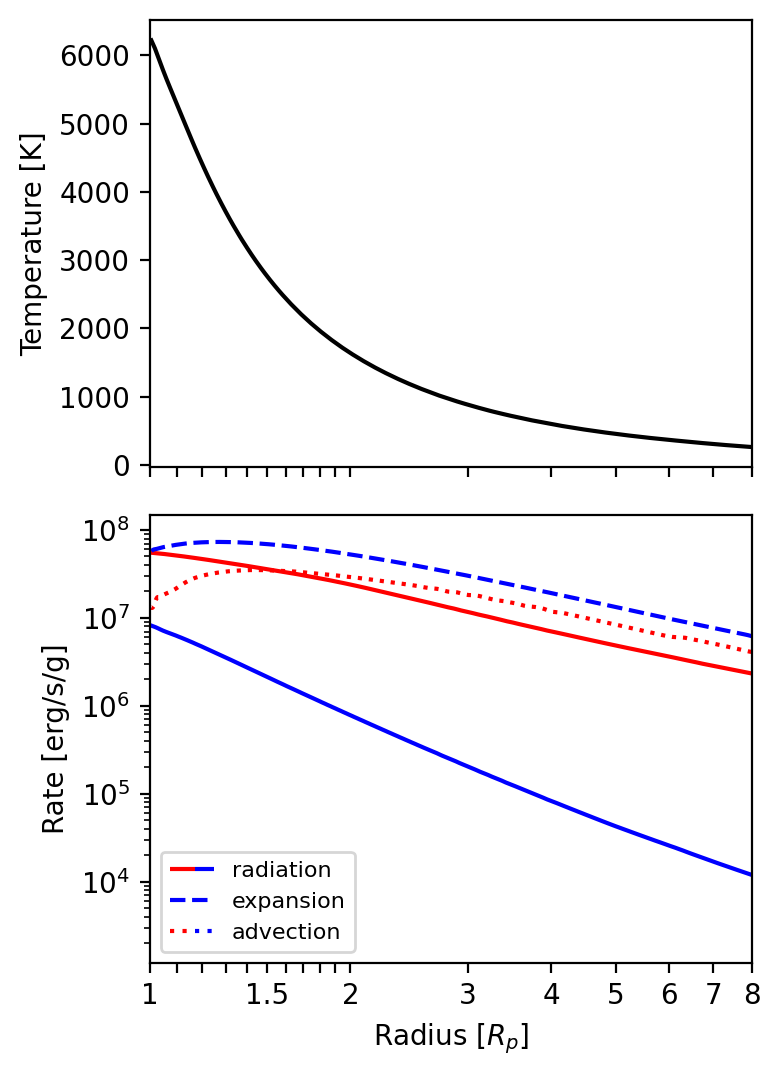 Temperature [K]
6000
5000
4000
3000
2000
1000
0
Rate [erg/s/g]
10⁸
10⁷
10⁶
10⁵
10⁴
radiation
expansion
advection
1 1.5 2 3 4 5 6 7 8
Radius [Rₚ]